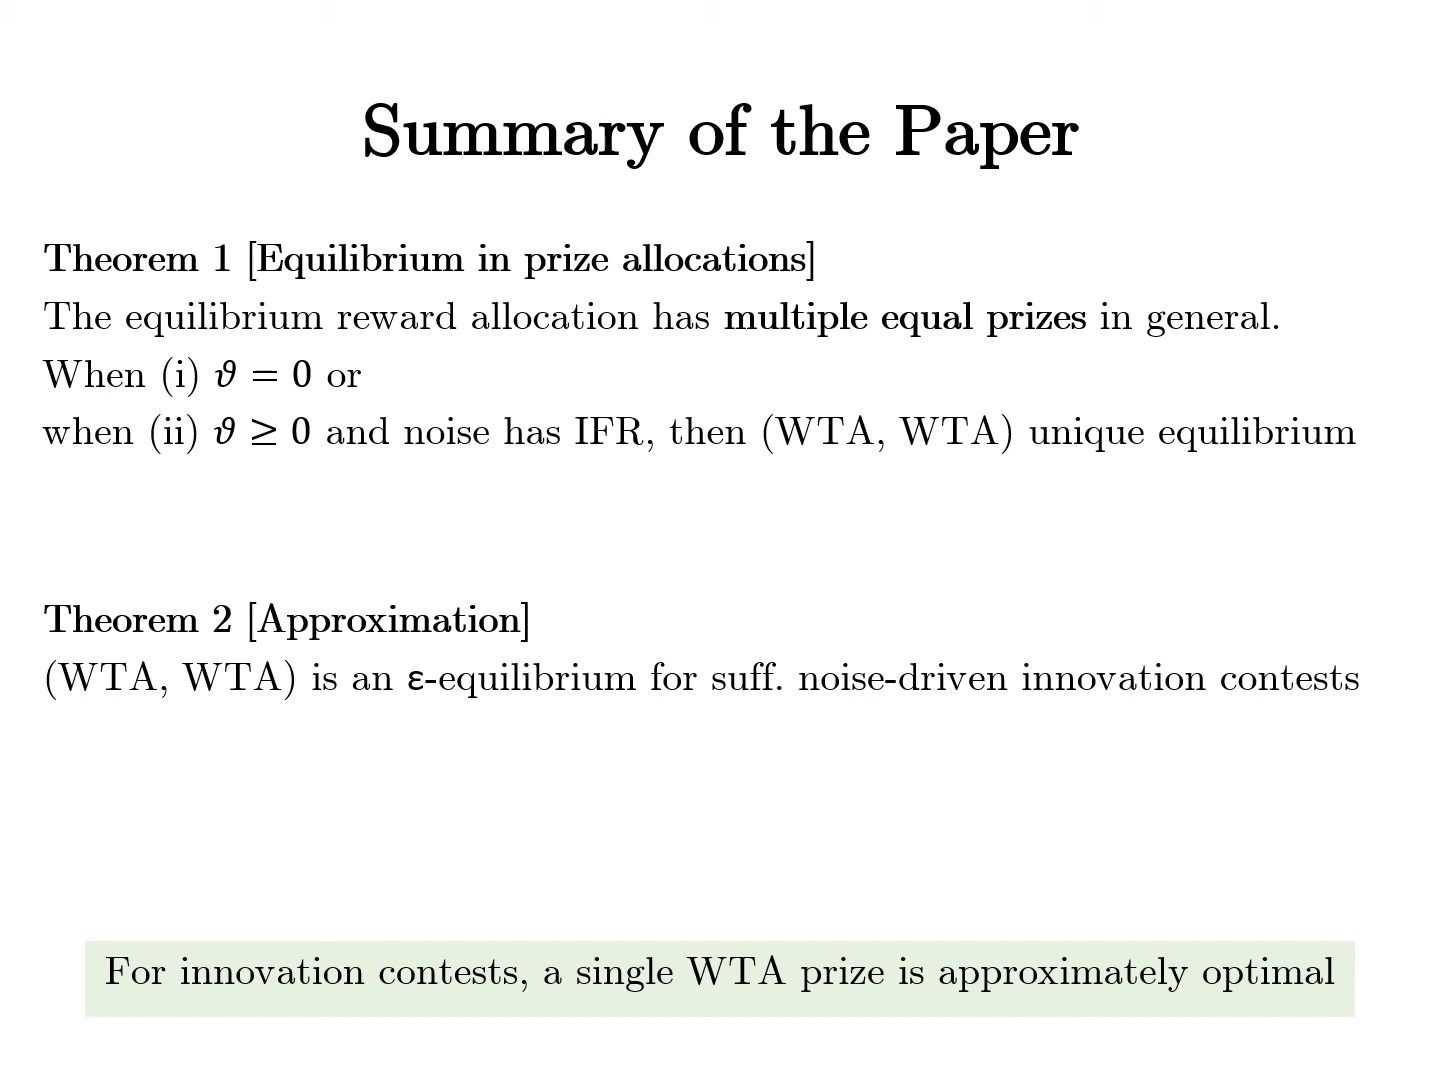 Summary of the Paper
Theorem 1 [Equilibrium in prize allocations]
The equilibrium reward allocation has multiple equal prizes in general.
When (i) ϑ = 0 or
when (ii) ϑ ≥ 0 and noise has IFR, then (WTA, WTA) unique equilibrium
Theorem 2 [Approximation]
(WTA, WTA) is an ε-equilibrium for suff. noise-driven innovation contests
For innovation contests, a single WTA prize is approximately optimal